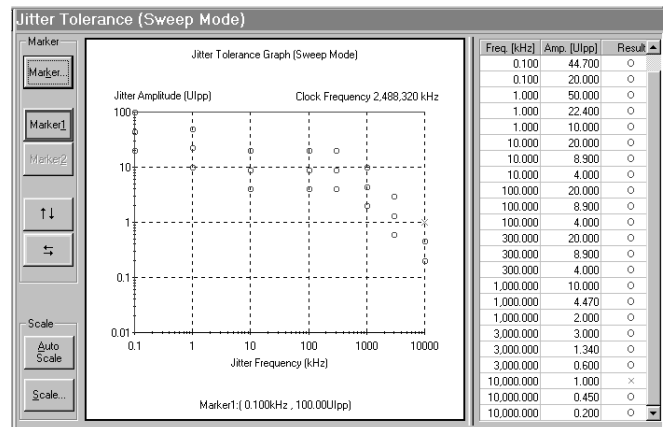 Jitter Tolerance (Sweep Mode)
Marker
Marker...
Marker1
Marker2
Scale
Auto
Scale
Scale...
Jitter Tolerance Graph (Sweep Mode)
Jitter Amplitude (UIpp) Clock Frequency 2,488,320 kHz
100
10
1
0.1
0.01
0.1 1 10 100 1000 10000
Jitter Frequency (kHz)
Marker1:( 0.100kHz , 100.00UIpp)
Freq. [kHz] Amp. [UIpp] Result
0.100 44.700 ○
0.100 20.000 ○
1.000 50.000 ○
1.000 22.400 ○
1.000 10.000 ○
10.000 20.000 ○
10.000 8.900 ○
10.000 4.000 ○
100.000 20.000 ○
100.000 8.900 ○
100.000 4.000 ○
300.000 20.000 ○
300.000 8.900 ○
300.000 4.000 ○
1,000.000 10.000 ○
1,000.000 4.470 ○
1,000.000 2.000 ○
3,000.000 3.000 ○
3,000.000 1.340 ○
3,000.000 0.600 ○
10,000.000 1.000 ×
10,000.000 0.450 ○
10,000.000 0.200 ○